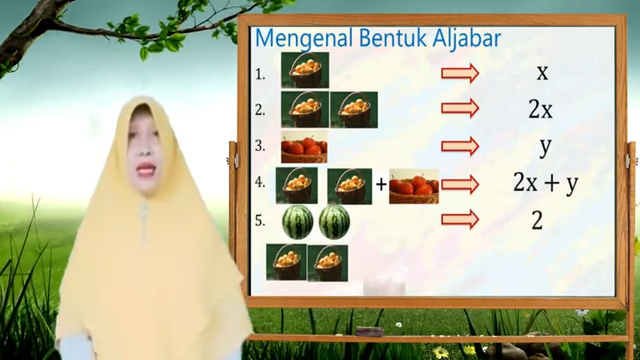 Mengenal Bentuk Aljabar
1. x
2. 2x
3. y
4. + 2x + y
5. 2